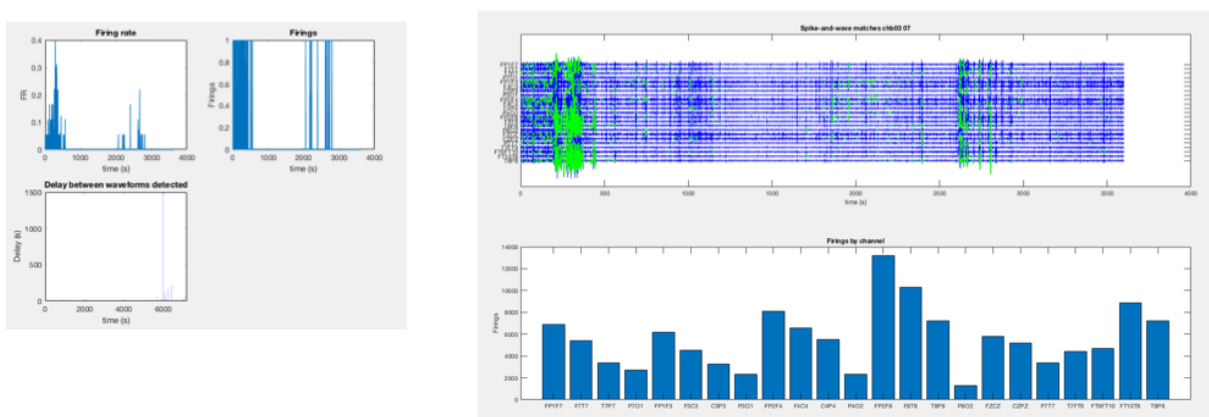 Firing rate
0.4
0.3
0.2
0.1
0
FR
0 1000 2000 3000 4000
time (s)
Firings
1
0.8
0.6
0.4
0.2
0
Firings
0 1000 2000 3000 4000
time (s)
Delay between waveforms detected
1500
1000
500
0
Delay (s)
0 2000 4000 6000
time (s)
Spike-and-wave matches chb03 07
FP1F7
0 500 1000 1500 2000 2500 3000 3500 4000
time (s)
Firings by channel
14000
12000
10000
8000
6000
4000
2000
0
Firings
FP1F7 F7T7 T7P7 P7O1 FP1F3 F3C3 C3P3 P3O1 FP2F4 F4C4 C4P4 P4O2 FP2F8 F8T8 T8P8 P8O2 FZCZ CZPZ P7T7 T7FT9 FT9FT10 FT10T8 T8P8